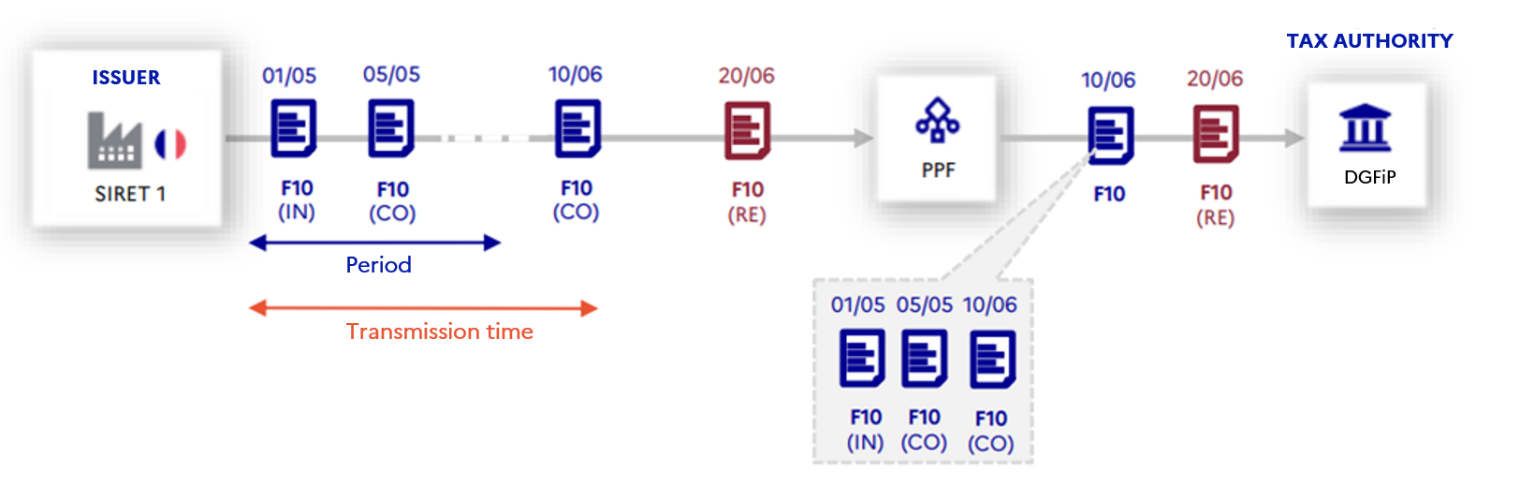 TAX AUTHORITY
ISSUER
SIRET 1
01/05
05/05
10/06
20/06
F10
(IN)
F10
(CO)
F10
(CO)
F10
(RE)
Period
Transmission time
PPF
10/06
20/06
F10
F10
(RE)
DGFiP
01/05 05/05 10/06
F10
(IN)
F10
(CO)
F10
(CO)